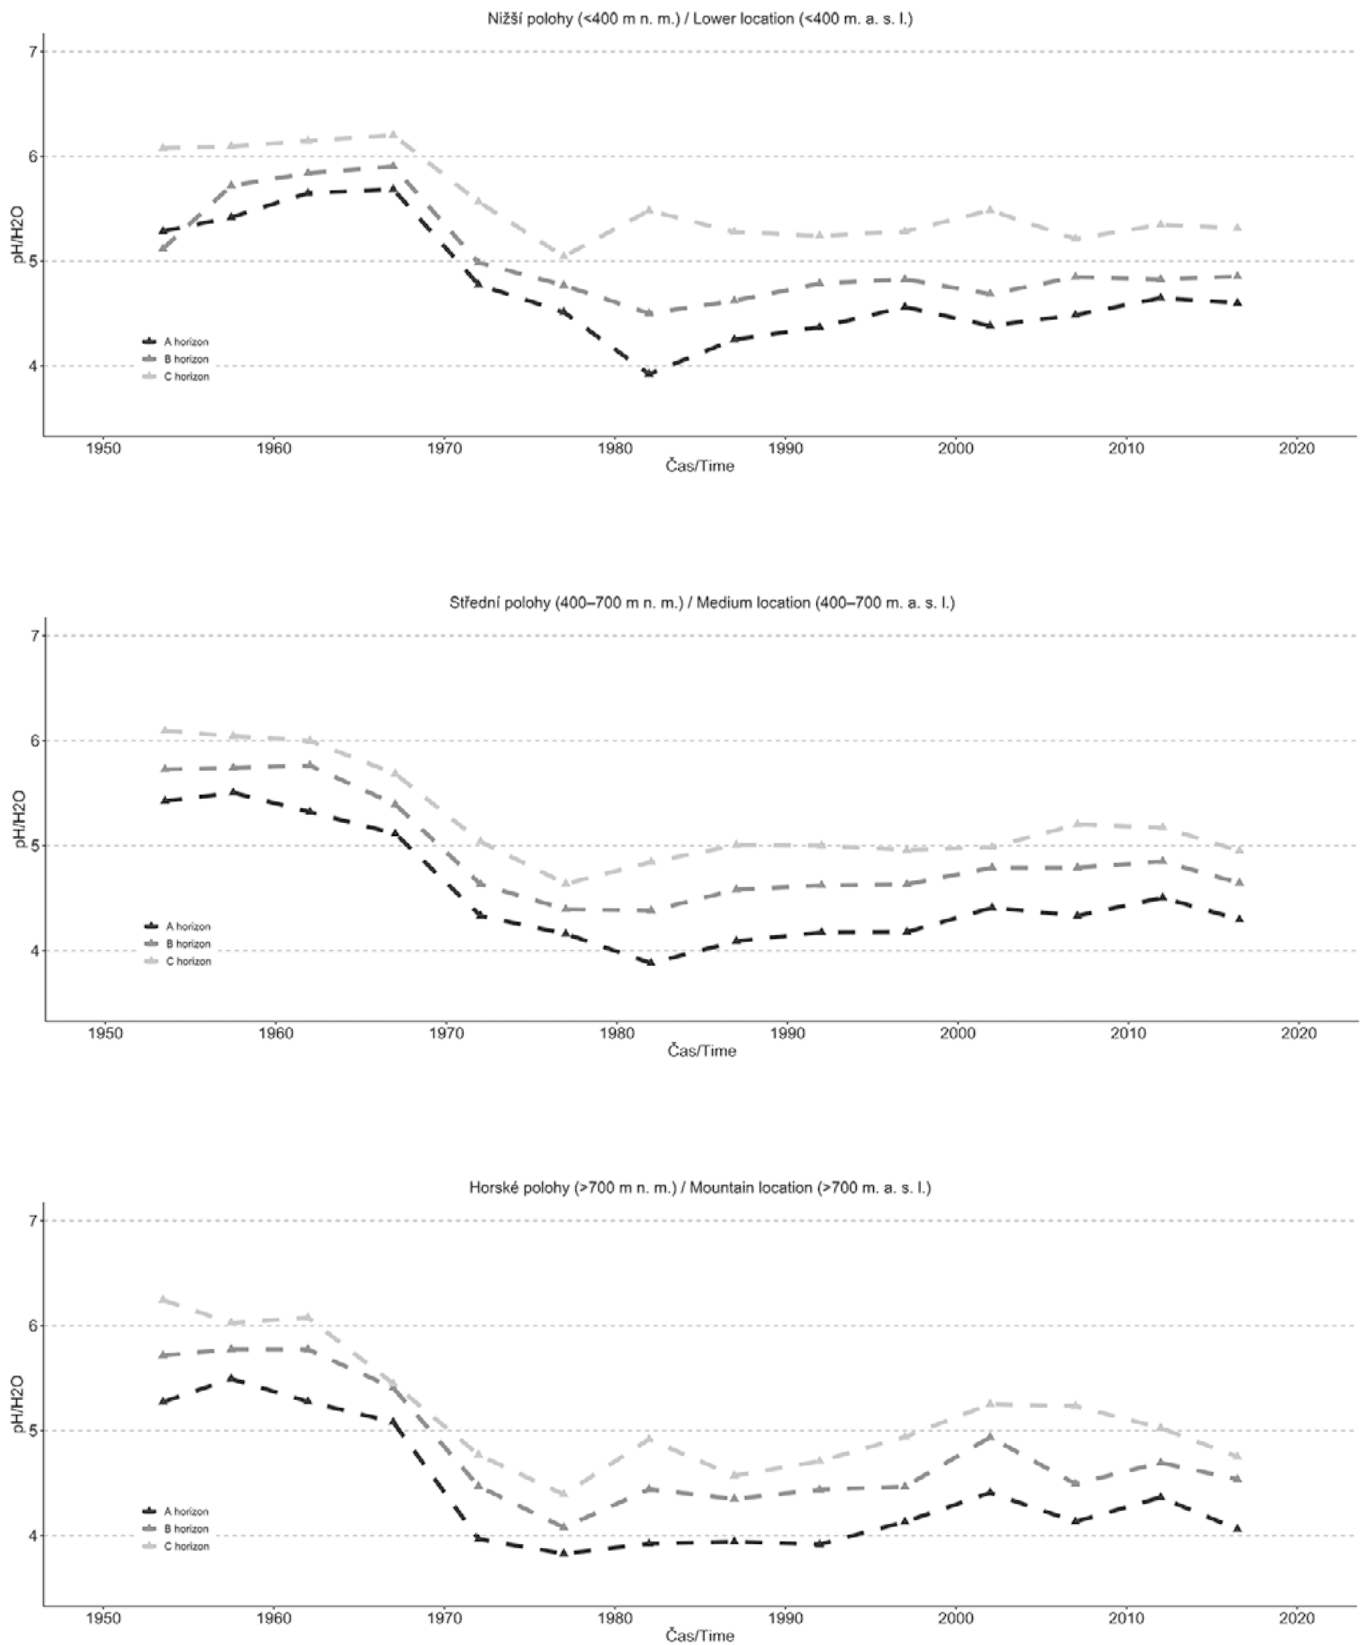 Nižší polohy (<400 m n. m.) / Lower location (<400 m. a. s. l.)
7
6
5
4
pH/H2O
A horizon
B horizon
C horizon
1950 1960 1970 1980 1990 2000 2010 2020
Čas/Time
Střední polohy (400–700 m n. m.) / Medium location (400–700 m. a. s. l.)
7
6
5
4
pH/H2O
A horizon
B horizon
C horizon
1950 1960 1970 1980 1990 2000 2010 2020
Čas/Time
Horské polohy (>700 m n. m.) / Mountain location (>700 m. a. s. l.)
7
6
5
4
pH/H2O
A horizon
B horizon
C horizon
1950 1960 1970 1980 1990 2000 2010 2020
Čas/Time